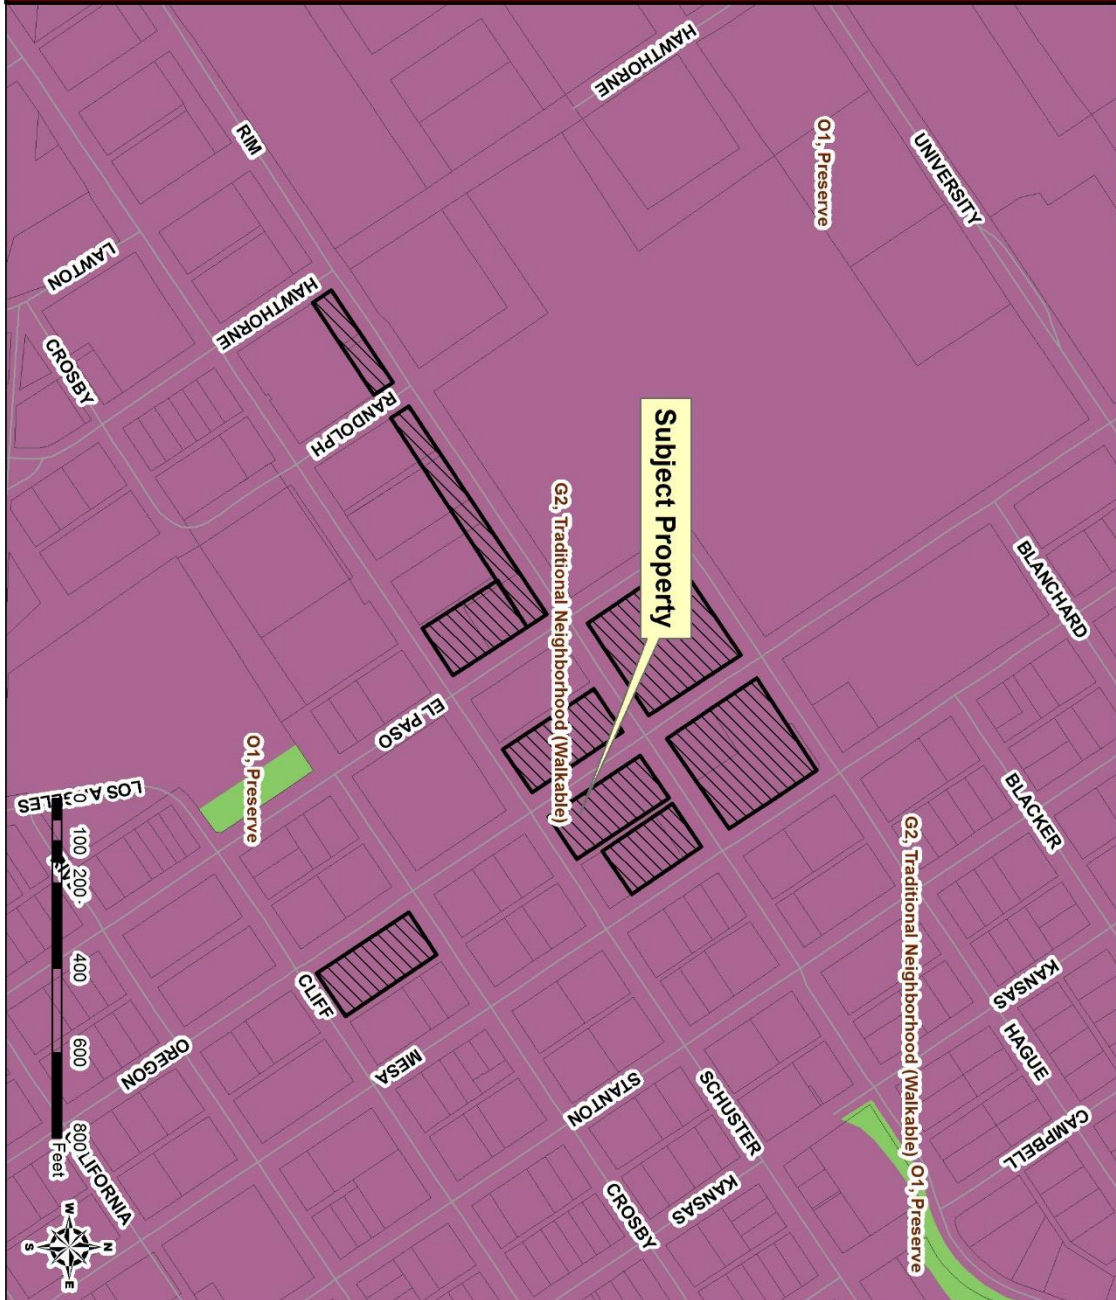 HAWTHORNE
UNIVERSITY
O1, Preserve
RIM
LAWTON
HAWTHORNE
CROSBY
RANDOLPH
Subject Property
G2, Traditional Neighborhood (Walkable)
BLANCHARD
EL PASO
O1, Preserve
BLACKER
G2, Traditional Neighborhood (Walkable)
KANSAS
HAGUE
CAMPBELL
CLIFF
OREGON
MESA
STANTON
SCHUSTER
KANSAS
CROSBY
O1, Preserve
0 100 200 400 600 800
Feet
N
E
S
W